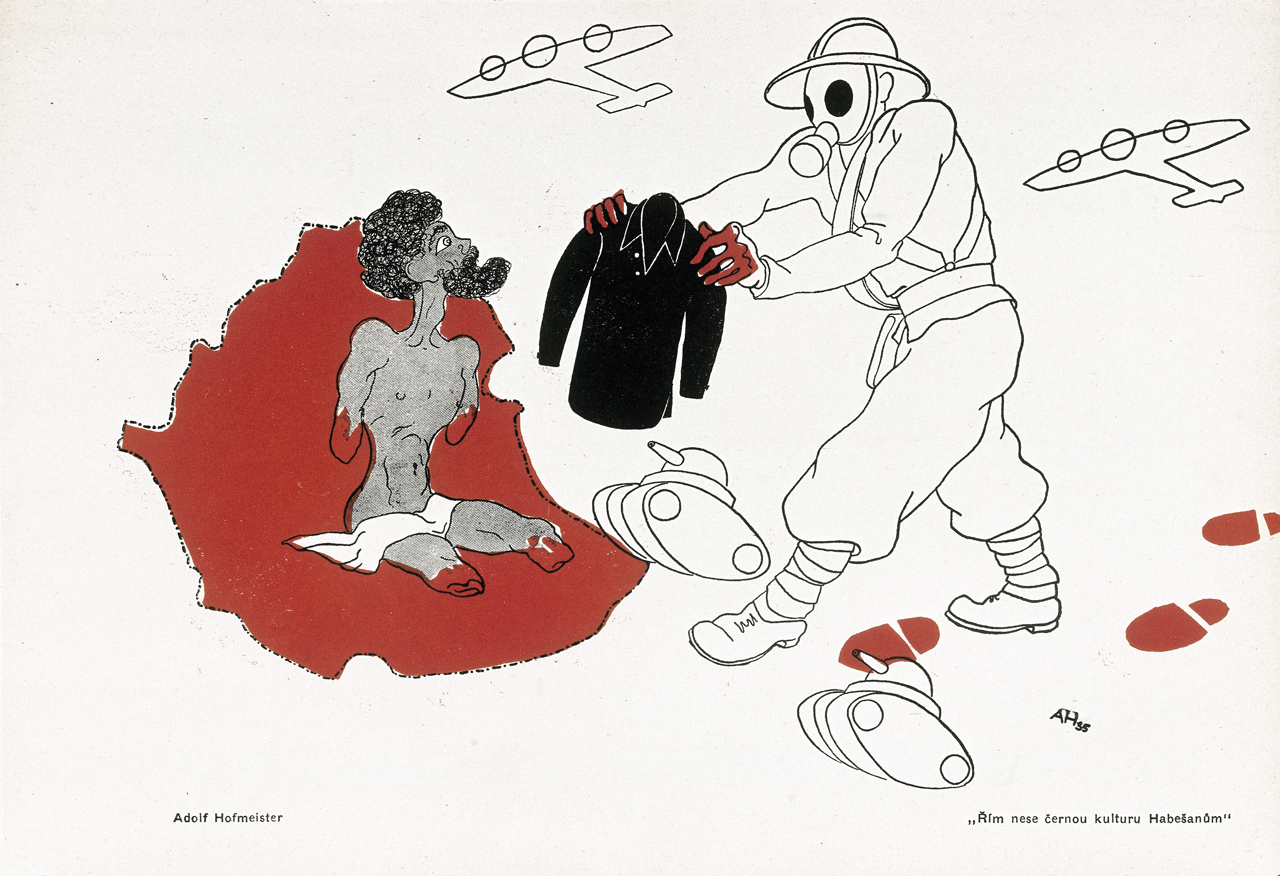 AH35
Adolf Hofmeister
„Řím nese černou kulturu Habešanům“